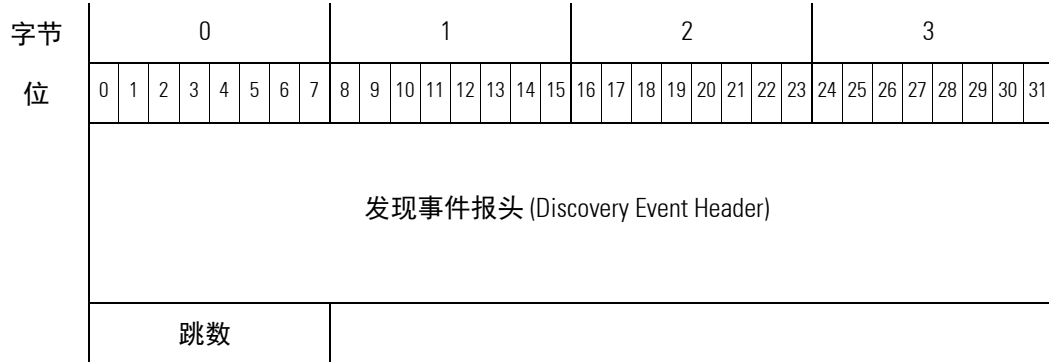 字节 0 1 2 3
位 0 1 2 3 4 5 6 7 8 9 10 11 12 13 14 15 16 17 18 19 20 21 22 23 24 25 26 27 28 29 30 31
发现事件报头 (Discovery Event Header)
跳数